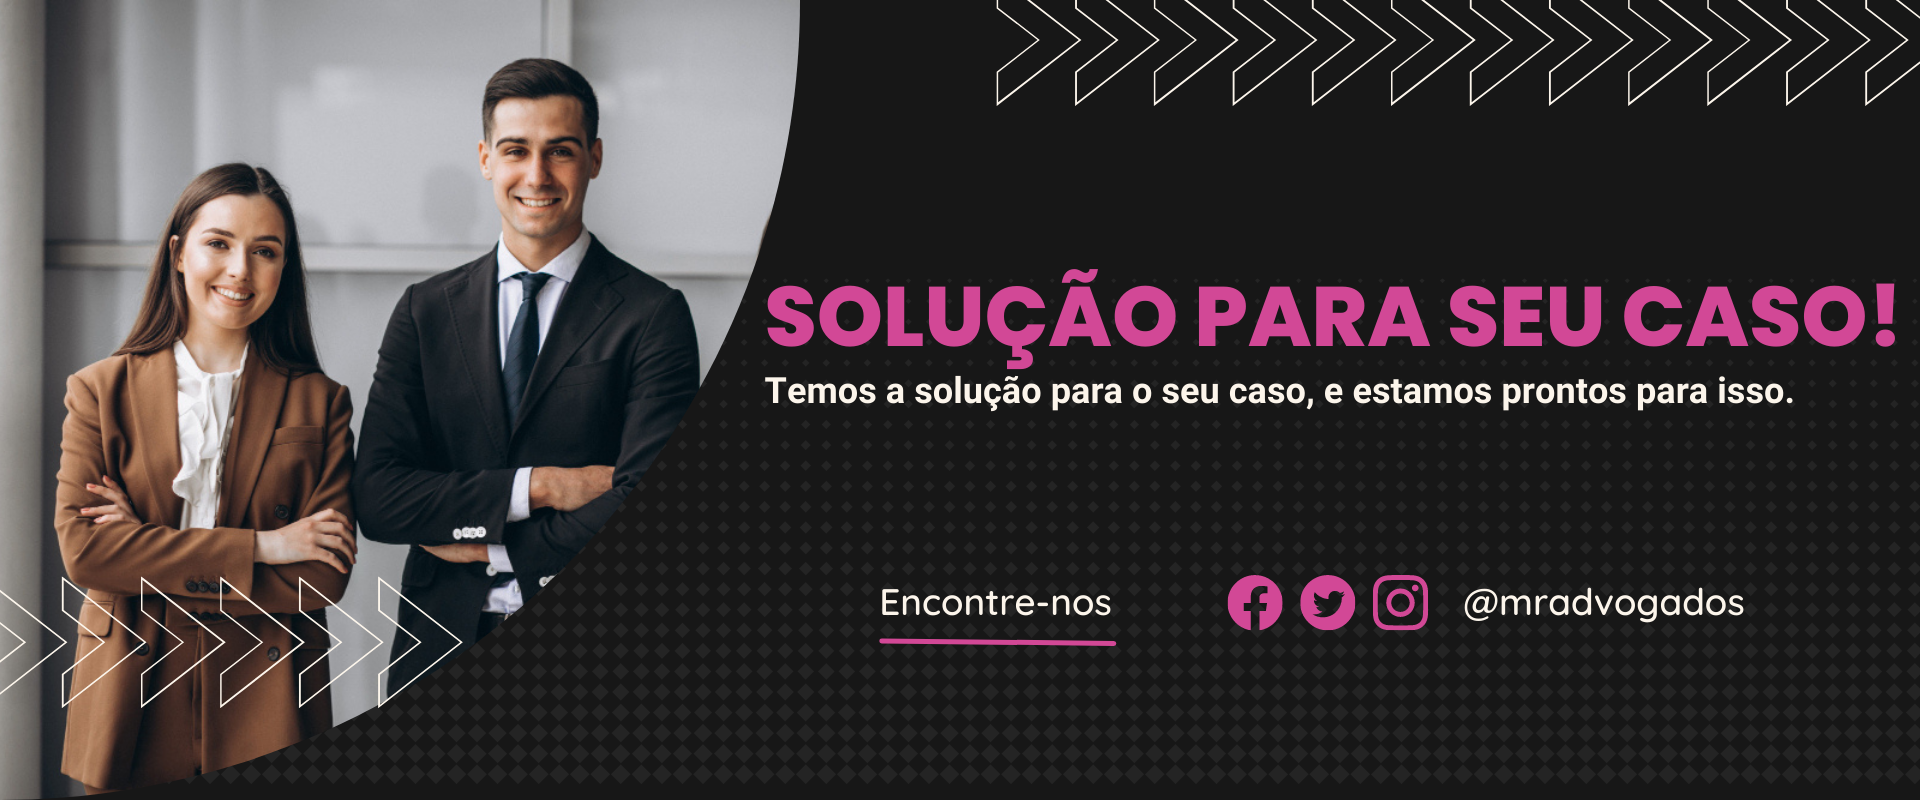 SOLUÇÃO PARA SEU CASO!
Temos a solução para o seu caso, e estamos prontos para isso.
Encontre-nos
@mradvogados